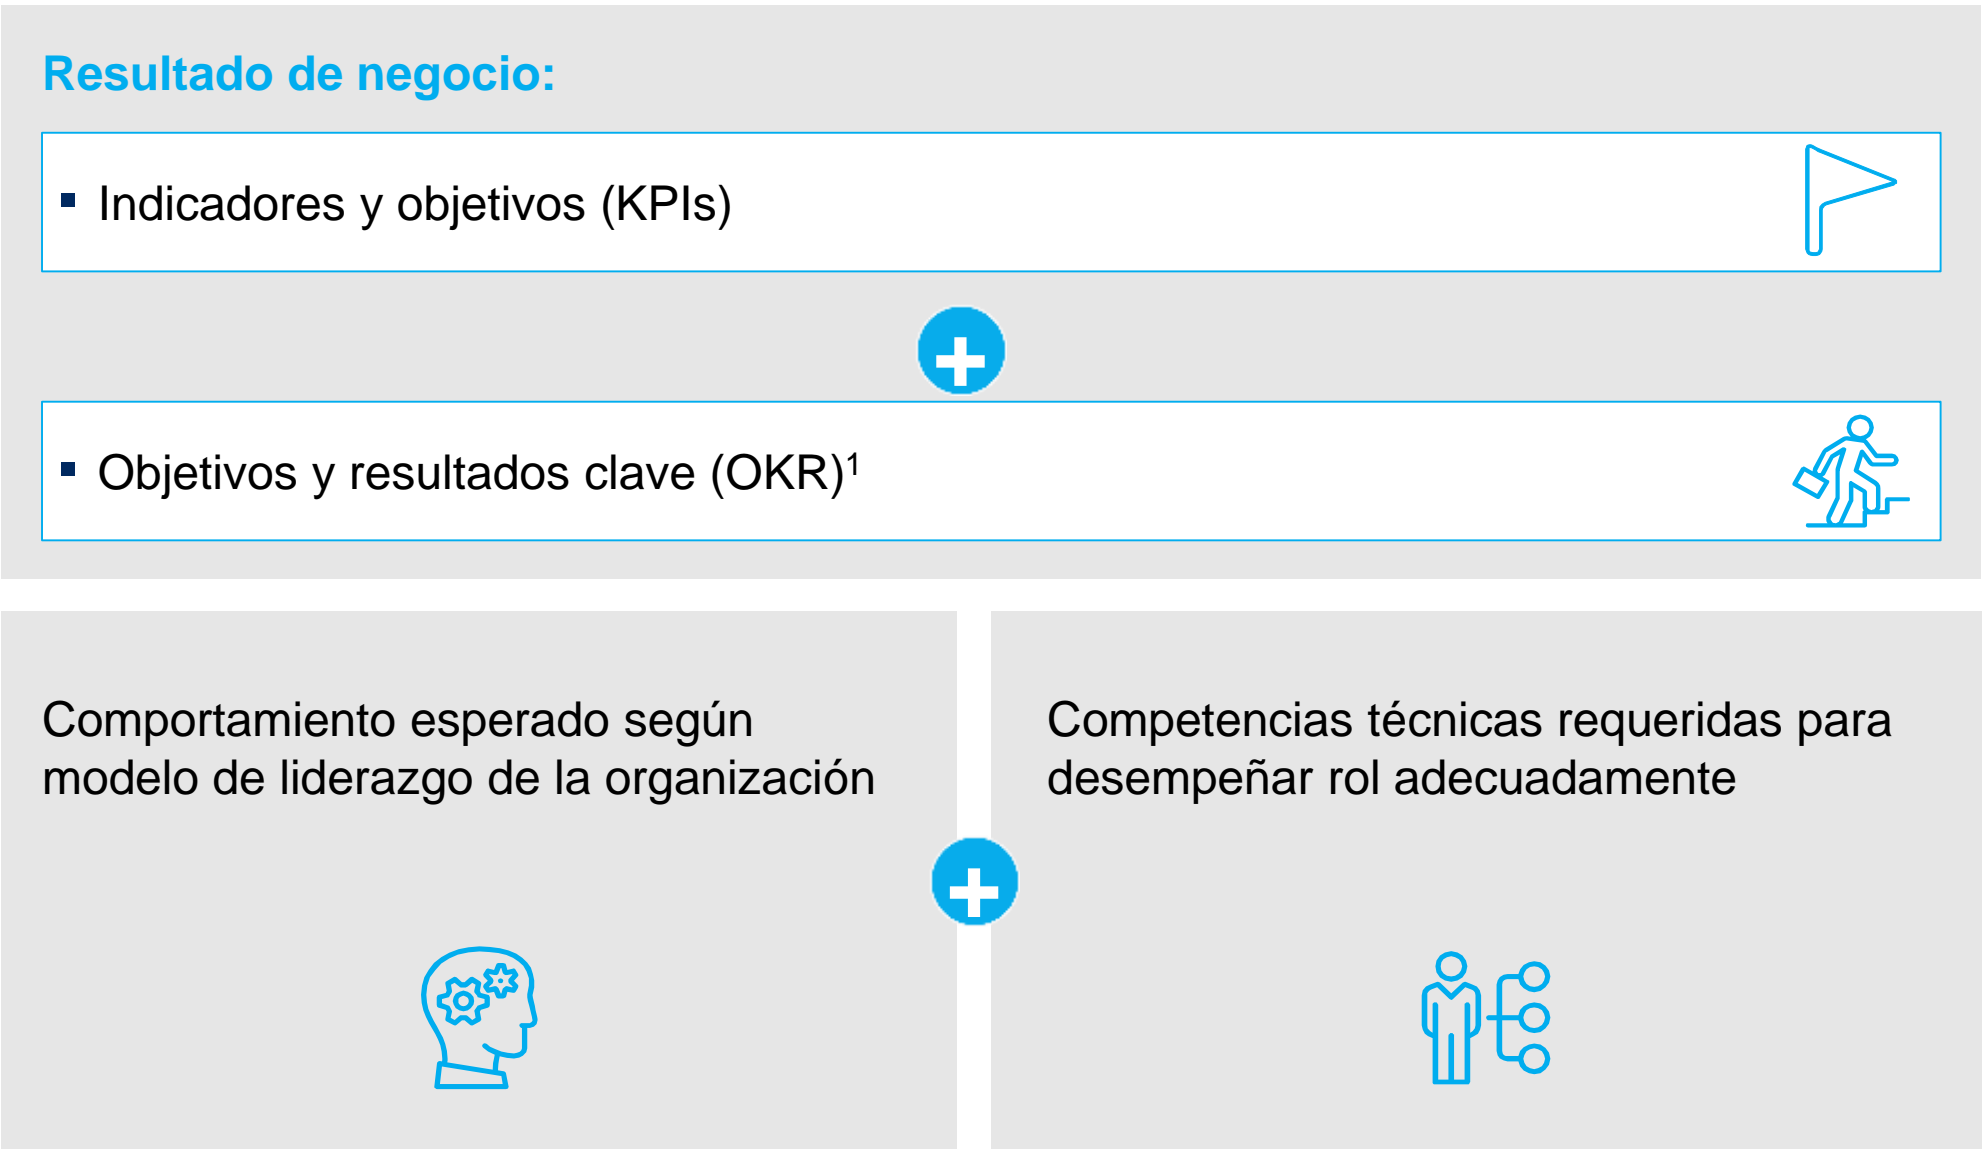 Resultado de negocio:
▪ Indicadores y objetivos (KPIs)
▪ Objetivos y resultados clave (OKR)¹
Comportamiento esperado según
modelo de liderazgo de la organización
Competencias técnicas requeridas para
desempeñar rol adecuadamente